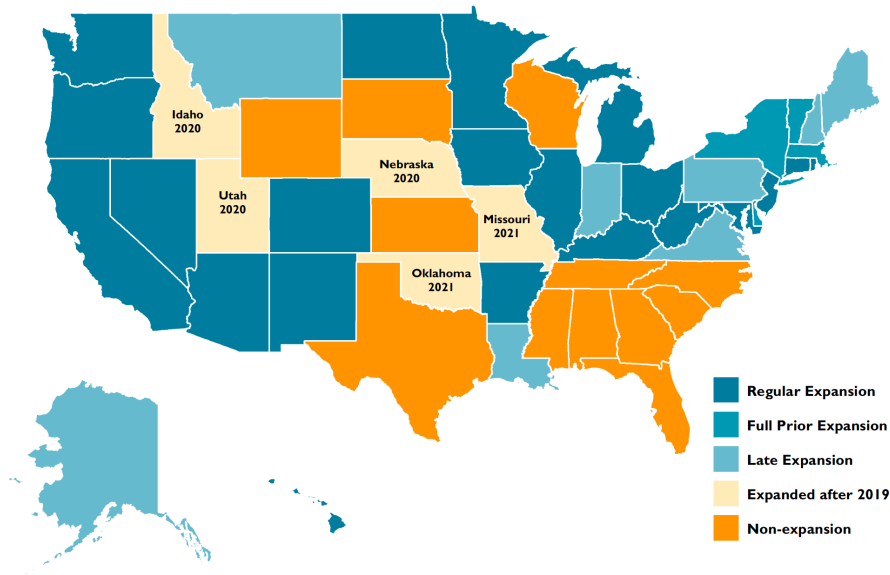 Idaho
2020
Nebraska
2020
Utah
2020
Missouri
2021
Oklahoma
2021
Regular Expansion
Full Prior Expansion
Late Expansion
Expanded after 2019
Non-expansion